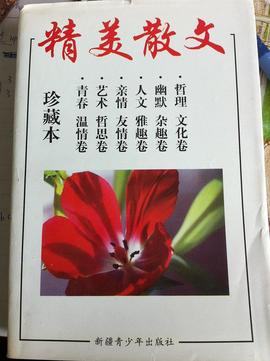 精美散文
·哲理 文化卷
·幽默 杂趣卷
·人文 雅趣卷
·亲情 友情卷
·艺术 哲思卷
·青春 温情卷
珍藏本
新疆青少年出版社